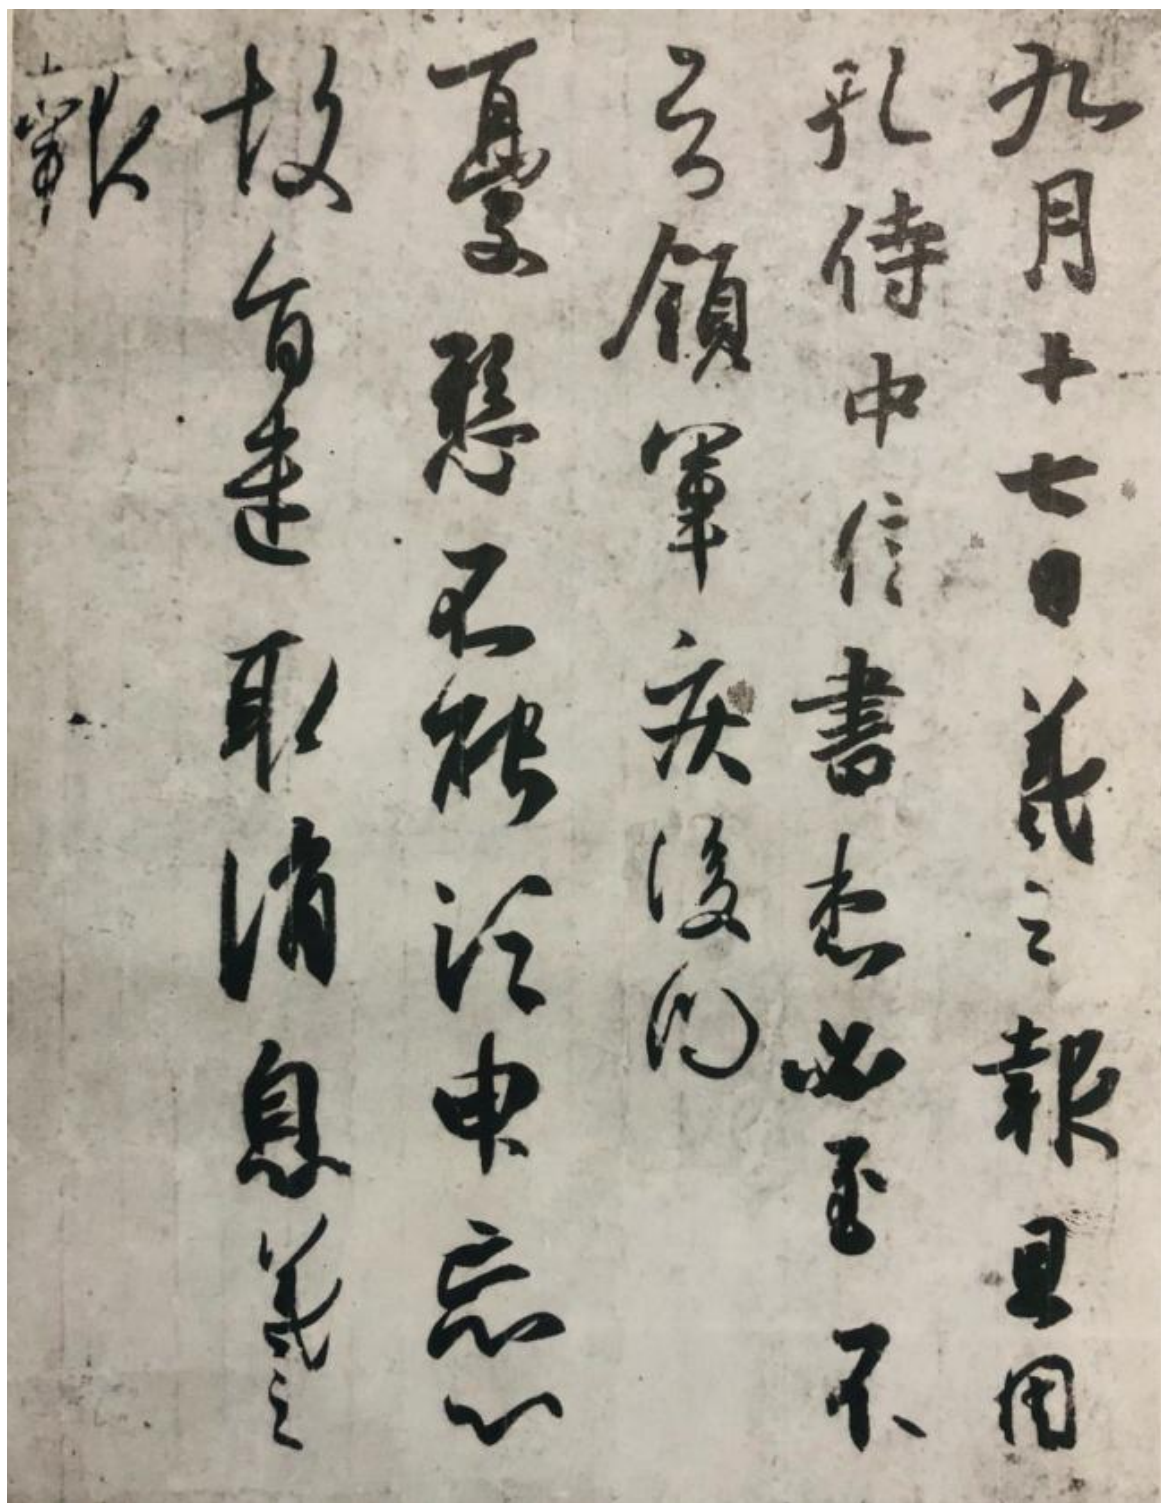 九月十七日羲之報且因
孔侍中信書想必至不
知領軍疾後問
憂懸不能須臾忘心
故旨遣取消息羲之
報